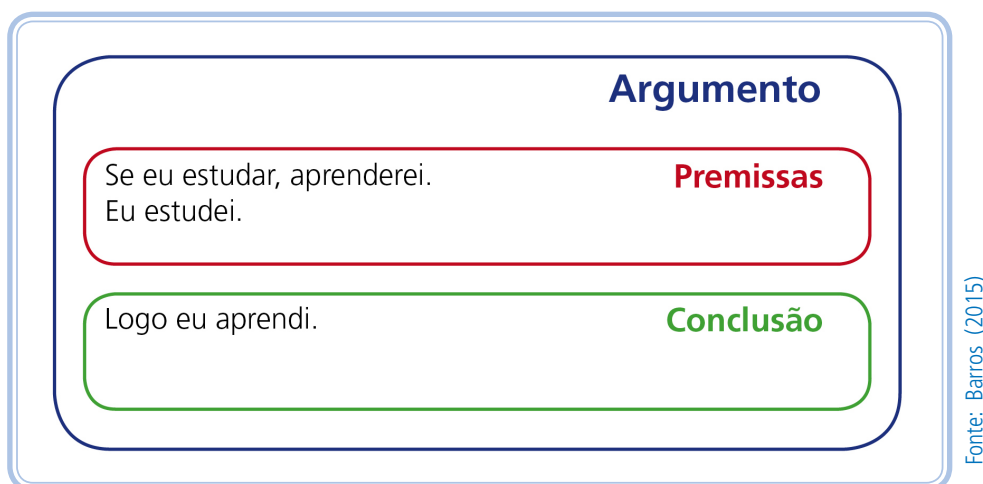 Argumento
Se eu estudar, aprenderei.
Premissas
Eu estudei.
Logo eu aprendi.
Conclusão
Fonte: Barros (2015)